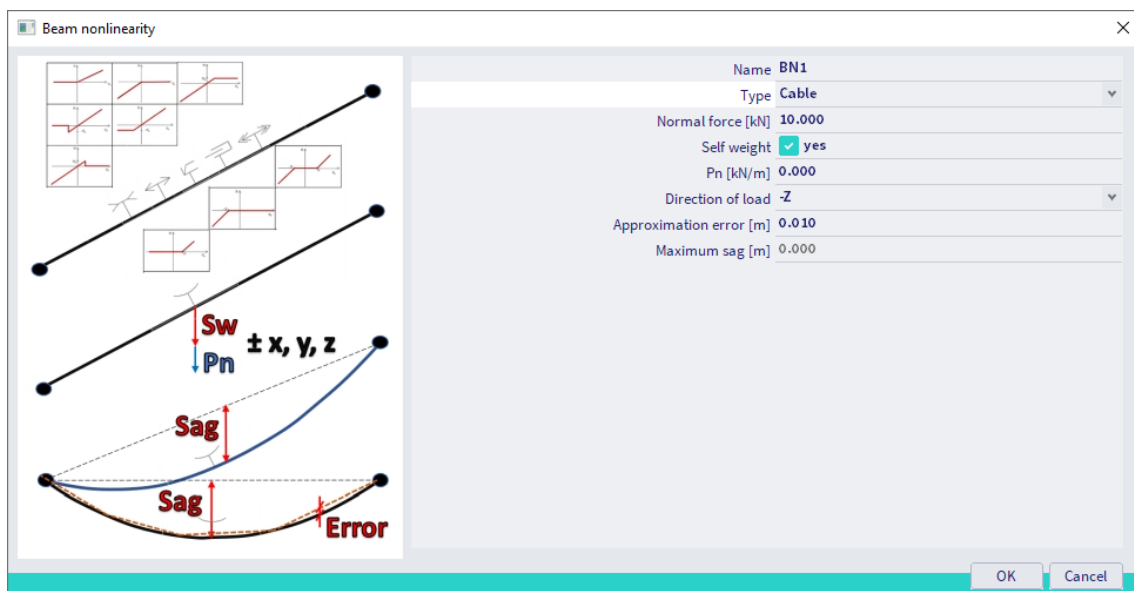 Beam nonlinearity
Name BN1
Type Cable
Normal force [kN] 10.000
Self weight yes
Pn [kN/m] 0.000
Direction of load -Z
Approximation error [m] 0.010
Maximum sag [m] 0.000
Sw
± x, y, z
Pn
Sag
Sag
Error
OK Cancel